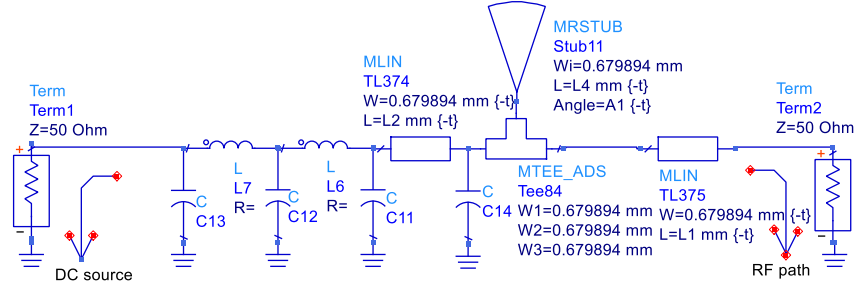 MRSTUB
Stub11
Wi=0.679894 mm
L=L4 mm {-t}
Angle=A1 {-t}
MLIN
TL374
W=0.679894 mm {-t}
L=L2 mm {-t}
Term
Term1
Z=50 Ohm
Term
Term2
Z=50 Ohm
+
+
L
L7
R=
L
L6
R=
C
C13
C
C12
C
C11
C
C14
MTEE_ADS
Tee84
W1=0.679894 mm
W2=0.679894 mm
W3=0.679894 mm
MLIN
TL375
W=0.679894 mm {-t}
L=L1 mm {-t}
-
-
DC source
RF path